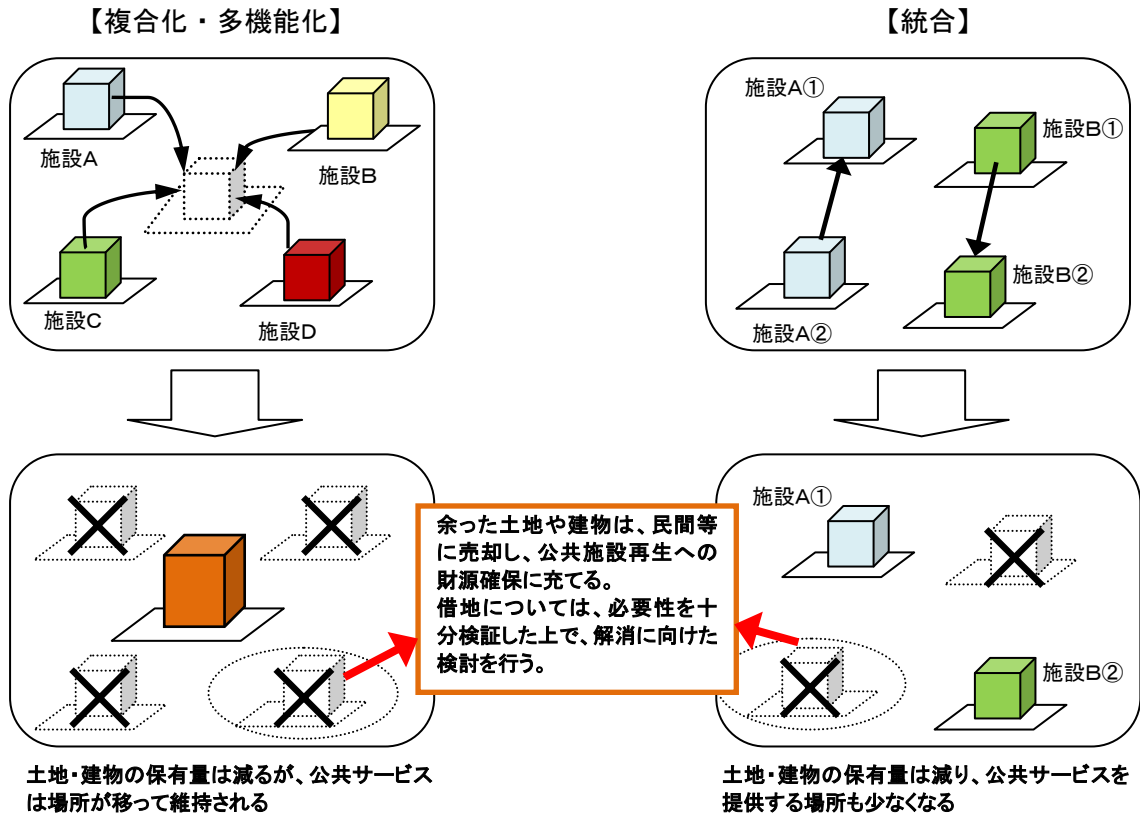 【複合化・多機能化】
施設A
施設B
施設C
施設D
【統合】
施設A①
施設B①
施設A②
施設B②
余った土地や建物は、民間等
に売却し、公共施設再生への
財源確保に充てる。
借地については、必要性を十
分検証した上で、解消に向けた
検討を行う。
施設A①
施設B②
土地・建物の保有量は減るが、公共サービス
は場所が移って維持される
土地・建物の保有量は減り、公共サービスを
提供する場所も少なくなる